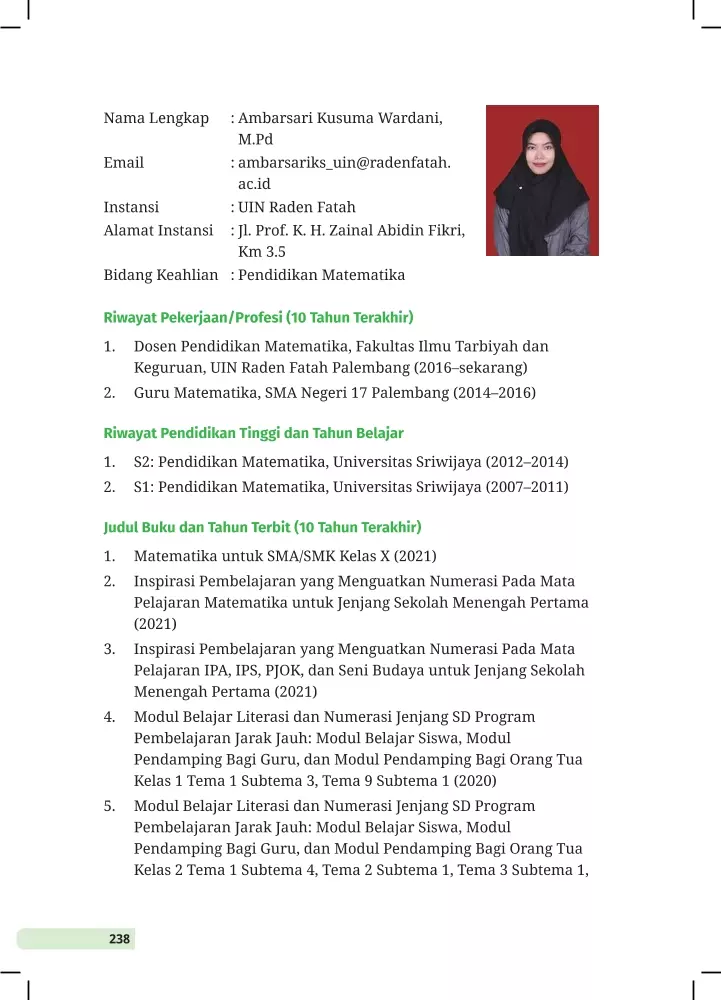 Nama Lengkap : Ambarsari Kusuma Wardani,
M.Pd
Email : ambarsariks_uin@radenfatah.
ac.id
Instansi : UIN Raden Fatah
Alamat Instansi : Jl. Prof. K. H. Zainal Abidin Fikri,
Km 3.5
Bidang Keahlian : Pendidikan Matematika
Riwayat Pekerjaan/Profesi (10 Tahun Terakhir)
1. Dosen Pendidikan Matematika, Fakultas Ilmu Tarbiyah dan
Keguruan, UIN Raden Fatah Palembang (2016–sekarang)
2. Guru Matematika, SMA Negeri 17 Palembang (2014–2016)
Riwayat Pendidikan Tinggi dan Tahun Belajar
1. S2: Pendidikan Matematika, Universitas Sriwijaya (2012–2014)
2. S1: Pendidikan Matematika, Universitas Sriwijaya (2007–2011)
Judul Buku dan Tahun Terbit (10 Tahun Terakhir)
1. Matematika untuk SMA/SMK Kelas X (2021)
2. Inspirasi Pembelajaran yang Menguatkan Numerasi Pada Mata
Pelajaran Matematika untuk Jenjang Sekolah Menengah Pertama
(2021)
3. Inspirasi Pembelajaran yang Menguatkan Numerasi Pada Mata
Pelajaran IPA, IPS, PJOK, dan Seni Budaya untuk Jenjang Sekolah
Menengah Pertama (2021)
4. Modul Belajar Literasi dan Numerasi Jenjang SD Program
Pembelajaran Jarak Jauh: Modul Belajar Siswa, Modul
Pendamping Bagi Guru, dan Modul Pendamping Bagi Orang Tua
Kelas 1 Tema 1 Subtema 3, Tema 9 Subtema 1 (2020)
5. Modul Belajar Literasi dan Numerasi Jenjang SD Program
Pembelajaran Jarak Jauh: Modul Belajar Siswa, Modul
Pendamping Bagi Guru, dan Modul Pendamping Bagi Orang Tua
Kelas 2 Tema 1 Subtema 4, Tema 2 Subtema 1, Tema 3 Subtema 1,
238